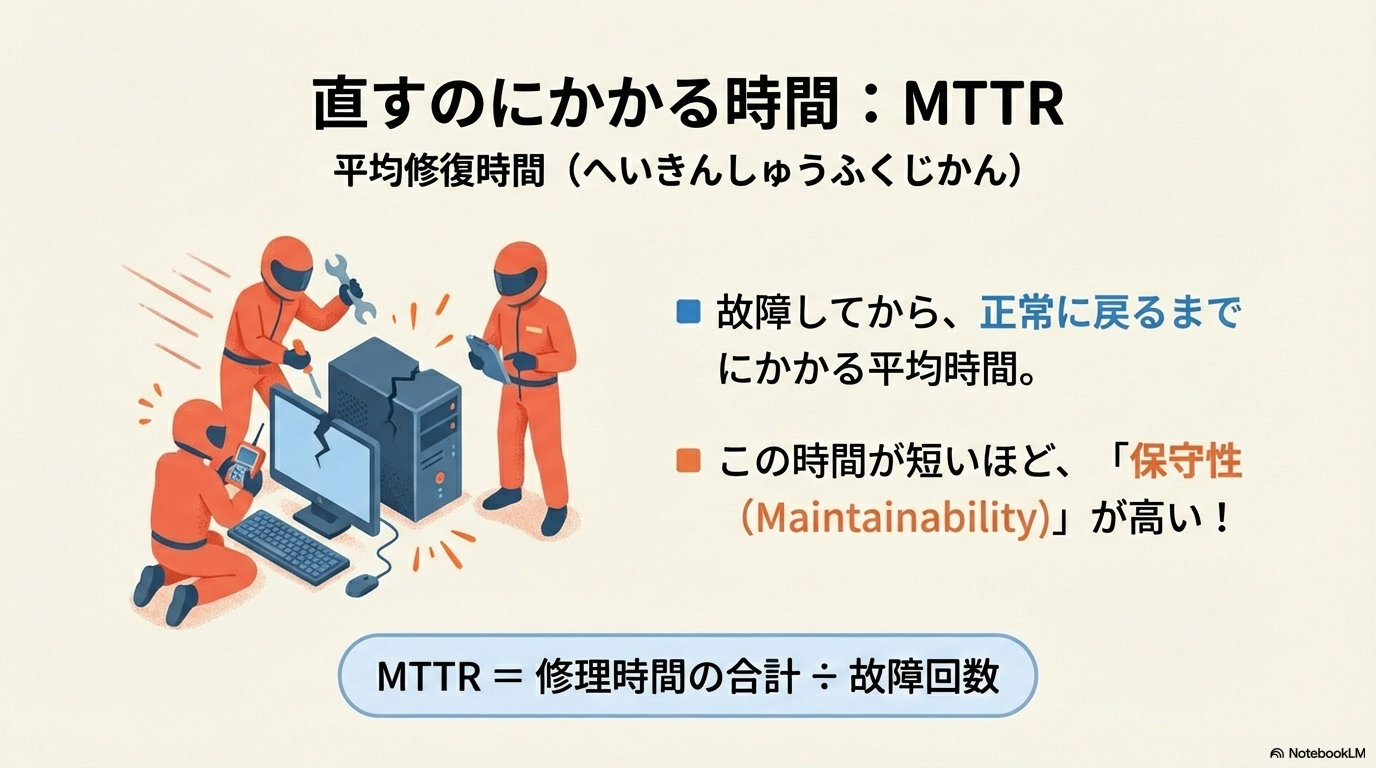 直すのにかかる時間：MTTR
平均修復時間（へいきんしゅうふくじかん）
故障してから、正常に戻るまで
にかかる平均時間。
この時間が短いほど、「保守性
（Maintainability)」が高い！
MTTR ＝ 修理時間の合計 ÷ 故障回数
NotebookLM